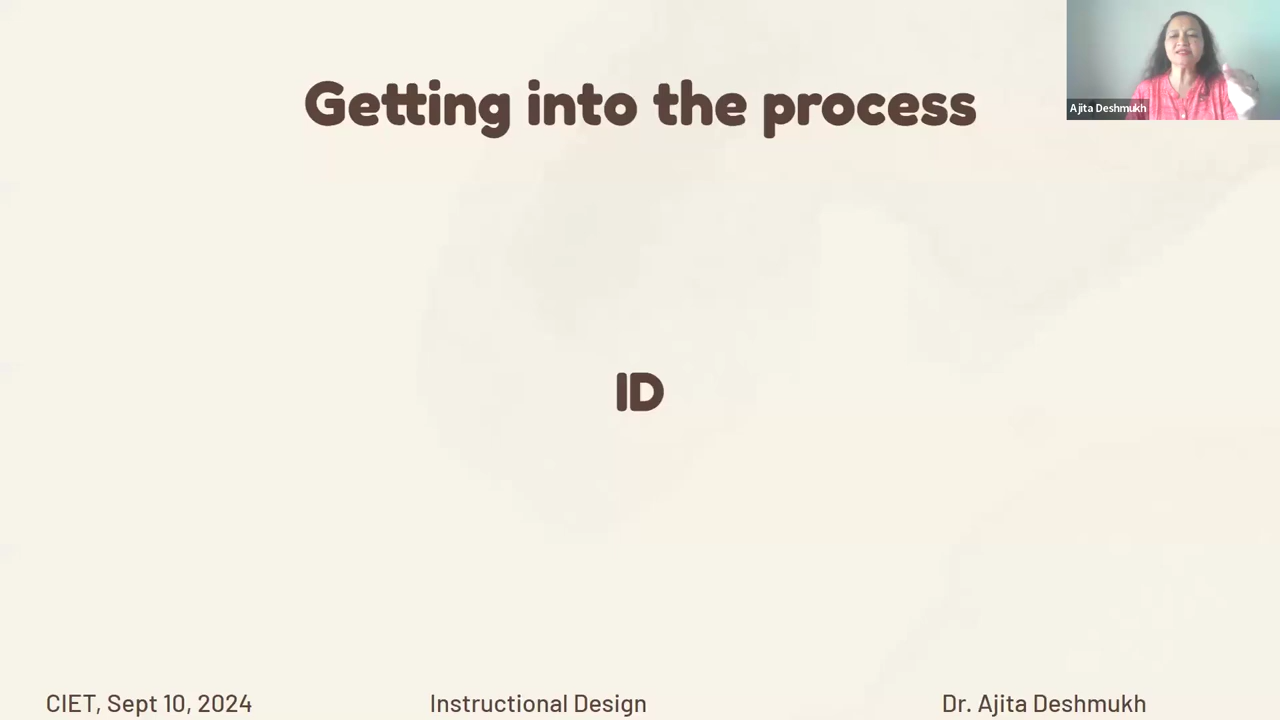 Getting into the process
Ajita Deshmukh
ID
CIET, Sept 10, 2024
Instructional Design
Dr. Ajita Deshmukh